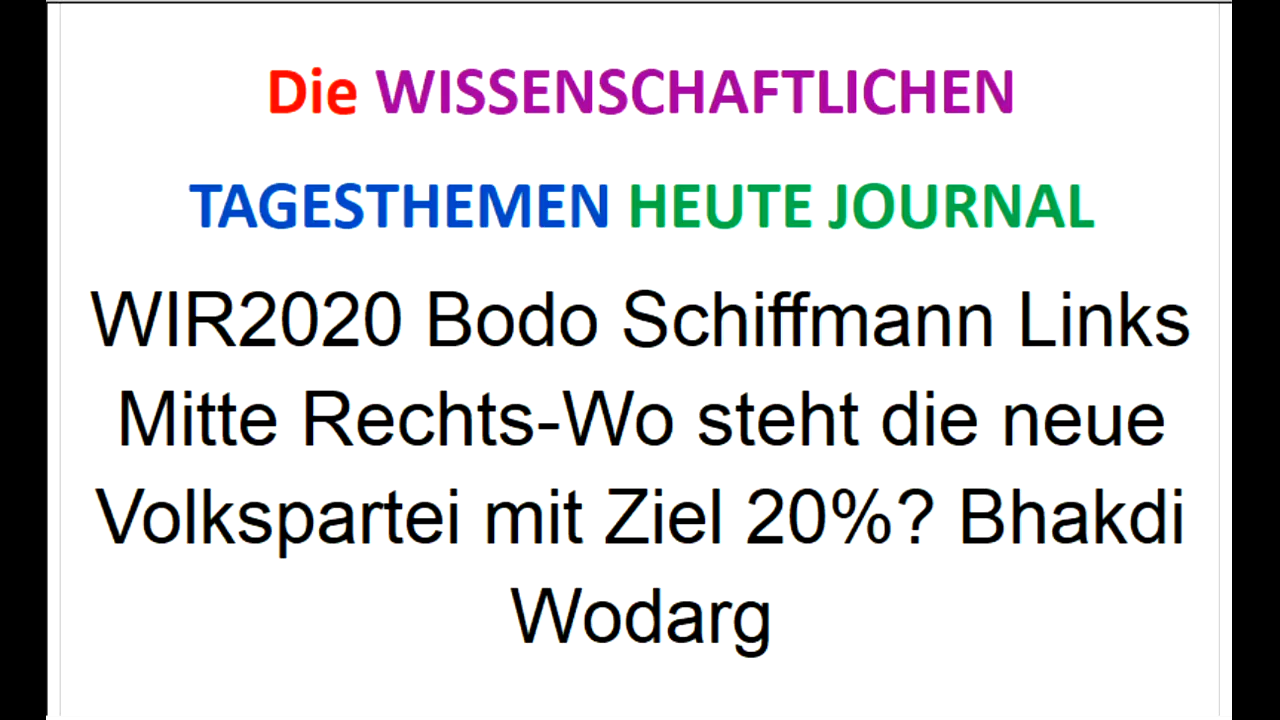 Die WISSENSCHAFTLICHEN
TAGESTHEMEN HEUTE JOURNAL
WIR2020 Bodo Schiffmann Links
Mitte Rechts-Wo steht die neue
Volkspartei mit Ziel 20%? Bhakdi
Wodarg